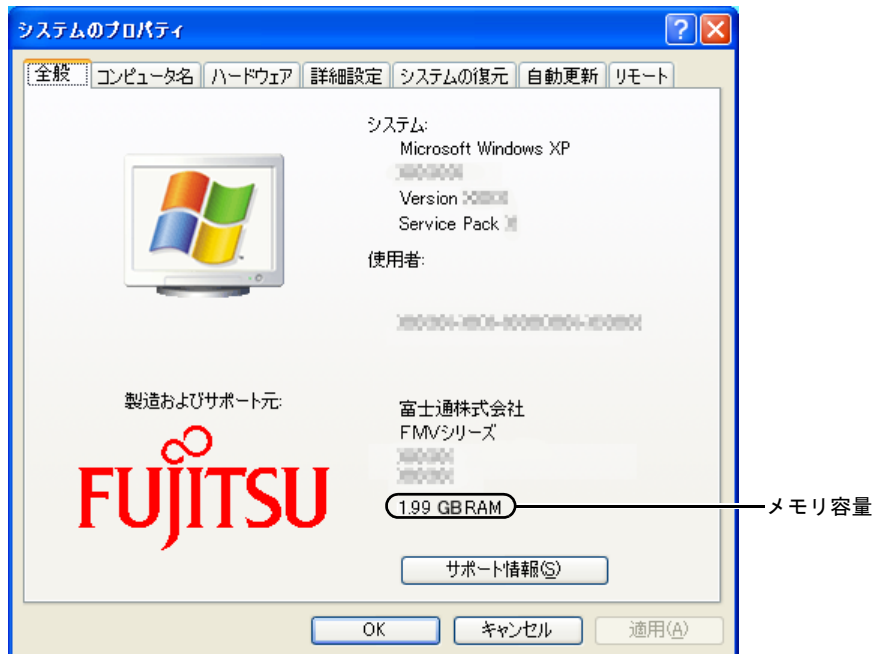 システムのプロパティ
全般 コンピュータ名 ハードウェア 詳細設定 システムの復元 自動更新 リモート
システム:
Microsoft Windows XP
Version
Service Pack
使用者:
製造およびサポート元:
富士通株式会社
FMVシリーズ
FUJITSU
1.99 GB RAM
メモリ容量
サポート情報(S)
OK キャンセル 適用(A)